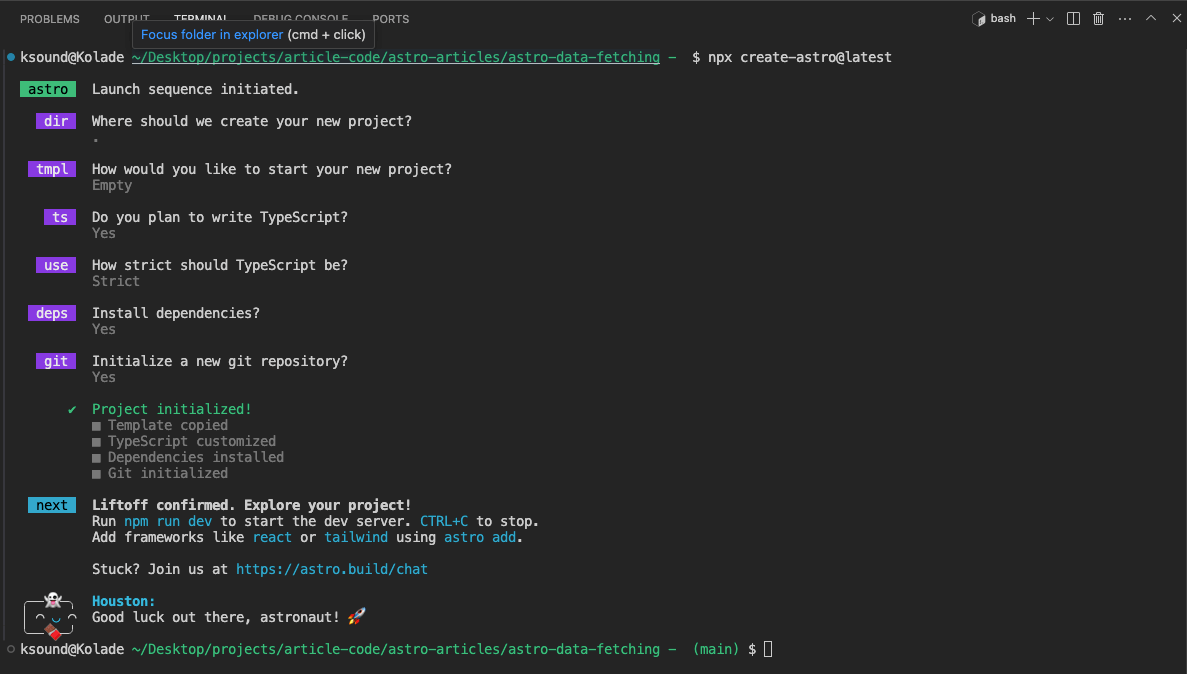 PROBLEMS OUTPUT TERMINAL DEBUG CONSOLE PORTS bash
Focus folder in explorer (cmd + click)
ksound@Kolade ~/Desktop/projects/article-code/astro-articles/astro-data-fetching – $ npx create-astro@latest
astro Launch sequence initiated.
dir Where should we create your new project?
.
tmpl How would you like to start your new project?
Empty
ts Do you plan to write TypeScript?
Yes
use How strict should TypeScript be?
Strict
deps Install dependencies?
Yes
git Initialize a new git repository?
Yes
✔ Project initialized!
■ Template copied
■ TypeScript customized
■ Dependencies installed
■ Git initialized
next Liftoff confirmed. Explore your project!
Run npm run dev to start the dev server. CTRL+C to stop.
Add frameworks like react or tailwind using astro add.
Stuck? Join us at https://astro.build/chat
Houston:
Good luck out there, astronaut! 🚀
ksound@Kolade ~/Desktop/projects/article-code/astro-articles/astro-data-fetching – (main) $